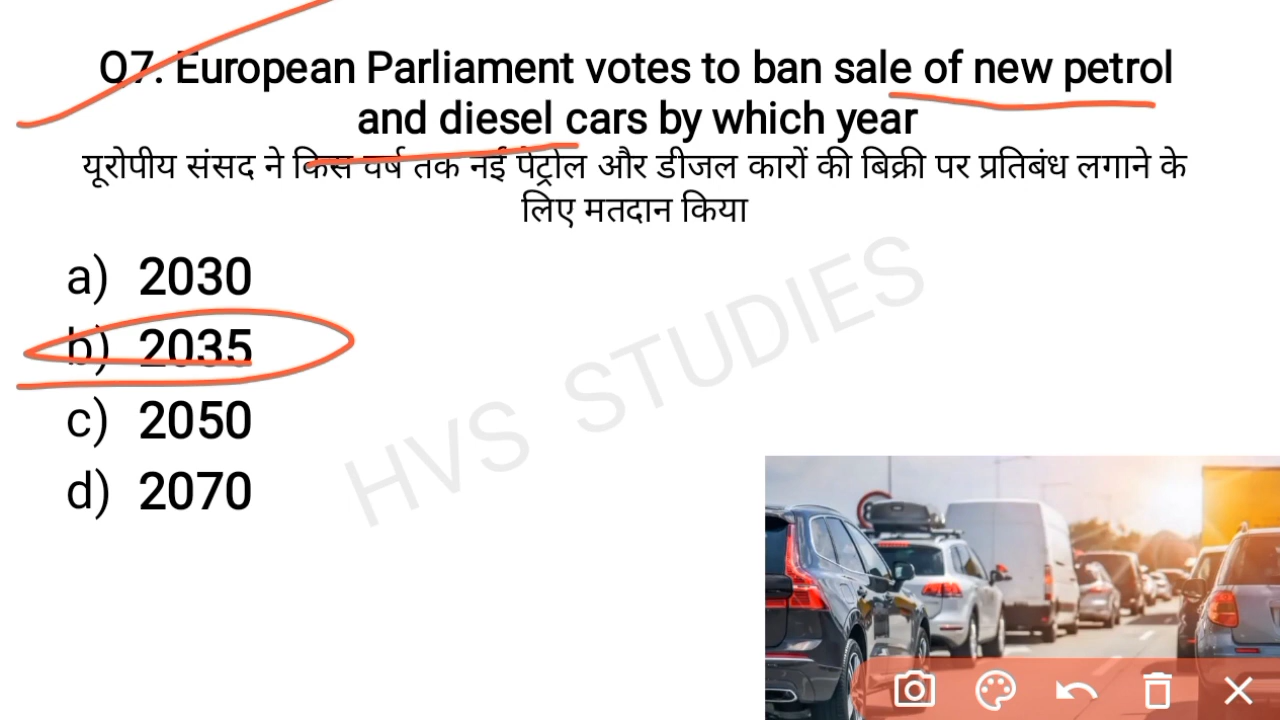 Q7. European Parliament votes to ban sale of new petrol
and diesel cars by which year
यूरोपीय संसद ने किस वर्ष तक नई पेट्रोल और डीजल कारों की बिक्री पर प्रतिबंध लगाने के
लिए मतदान किया
a) 2030
b) 2035
c) 2050
d) 2070
HVS STUDIES